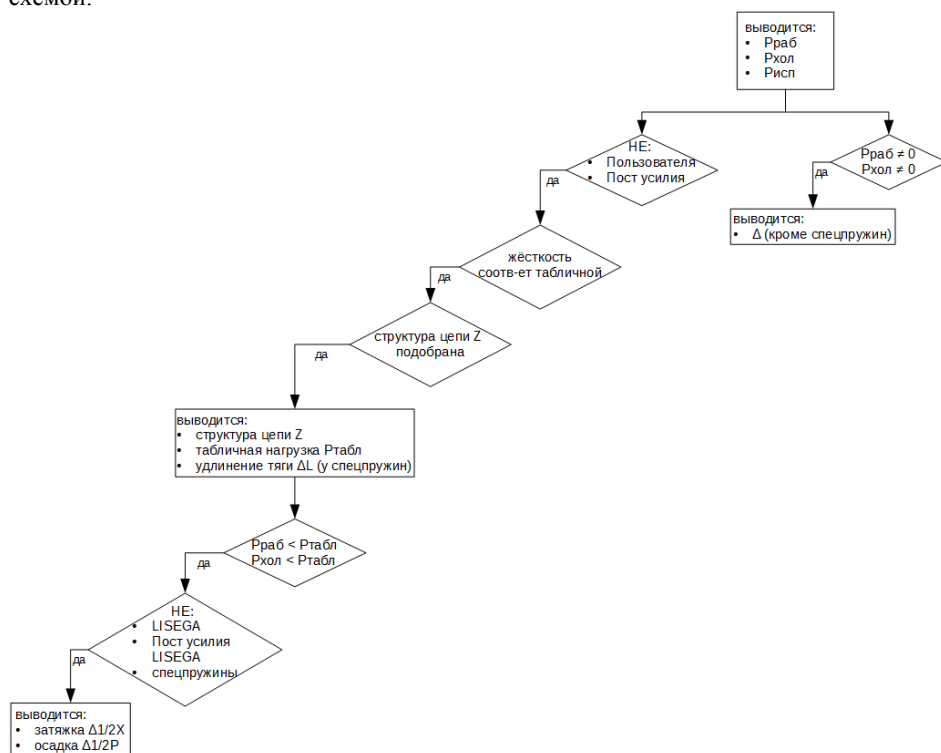 схемой.
выводится:
• Рраб
• Рхол
• Рисп
НЕ:
• Пользователя
• Пост усилия
да
Рраб ≠ 0
Рхол ≠ 0
да
выводится:
• Δ (кроме спецпружин)
жёсткость
соотв-ет табличной
да
структура цепи Z
подобрана
да
выводится:
• структура цепи Z
• табличная нагрузка Ртабл
• удлинение тяги ΔL (у спецпружин)
Рраб < Ртабл
Рхол < Ртабл
да
НЕ:
• LISEGA
• Пост усилия
LISEGA
• спецпружины
да
выводится:
• затяжка Δ1/2Х
• осадка Δ1/2Р